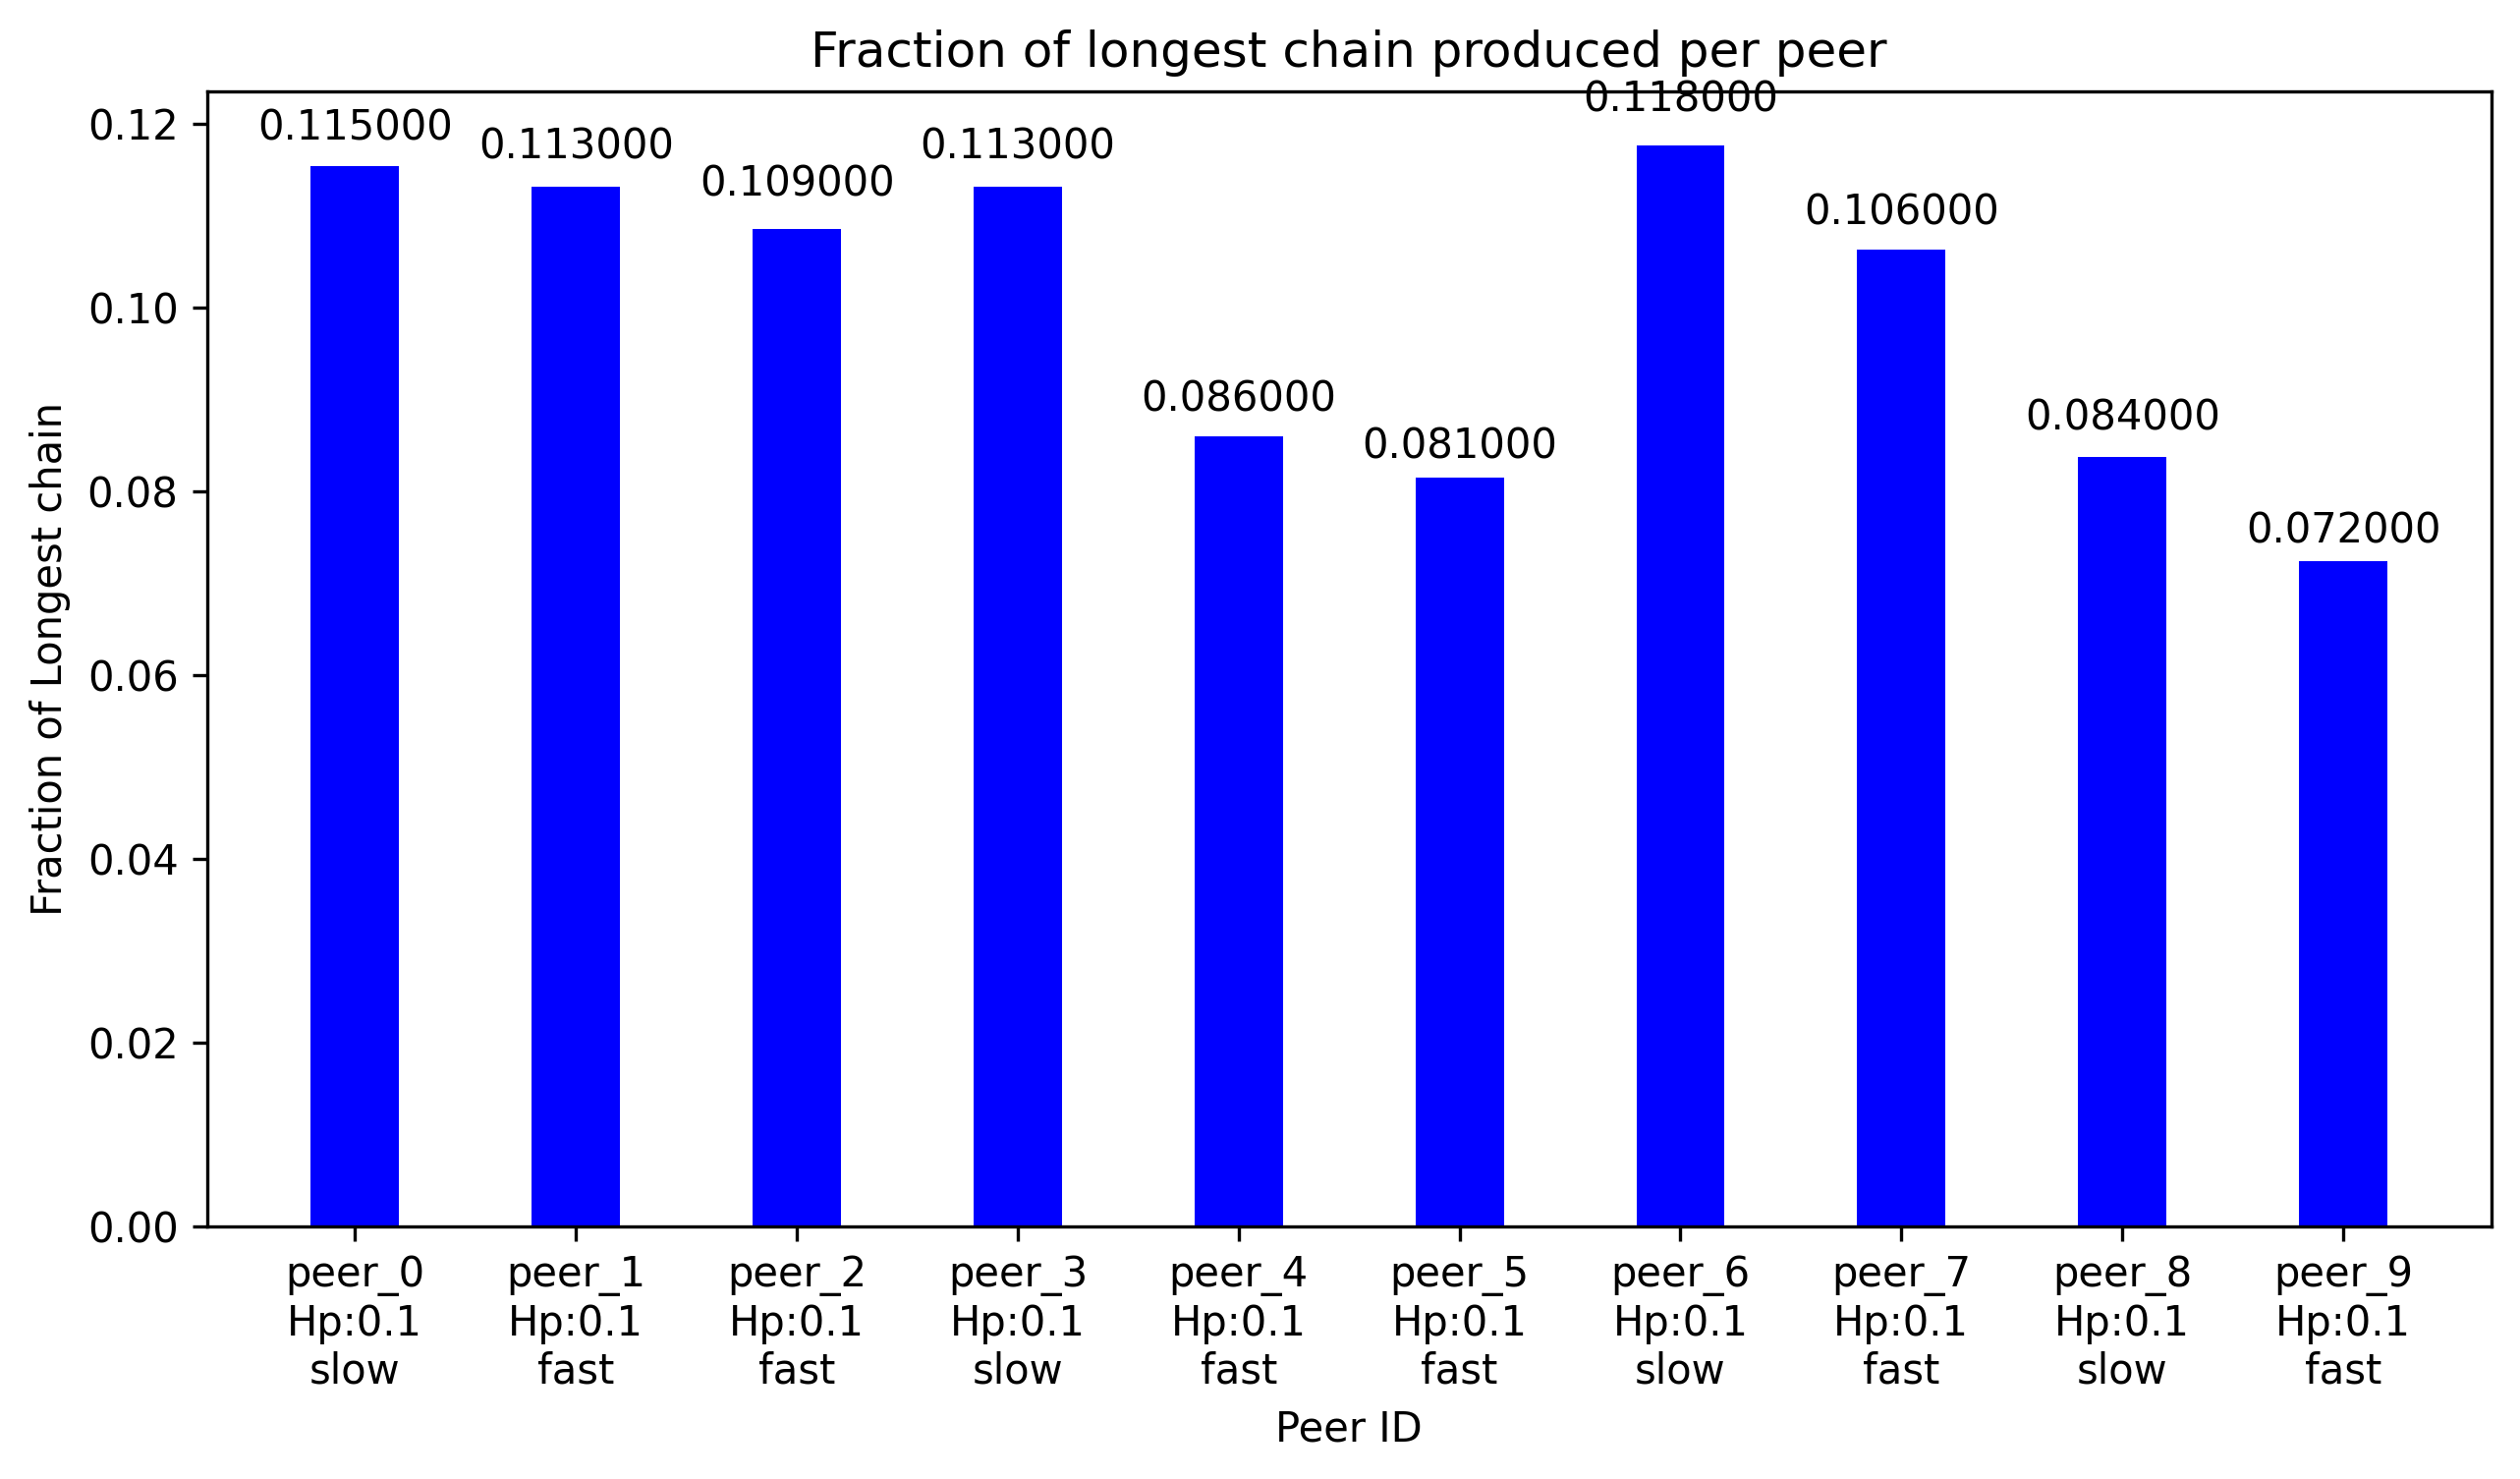 Fraction of longest chain produced per peer
Fraction of Longest chain
0.12
0.10
0.08
0.06
0.04
0.02
0.00
0.115000
0.113000
0.109000
0.113000
0.086000
0.081000
0.118000
0.106000
0.084000
0.072000
peer_0
Hp:0.1
slow
peer_1
Hp:0.1
fast
peer_2
Hp:0.1
fast
peer_3
Hp:0.1
slow
peer_4
Hp:0.1
fast
peer_5
Hp:0.1
fast
peer_6
Hp:0.1
slow
peer_7
Hp:0.1
fast
peer_8
Hp:0.1
slow
peer_9
Hp:0.1
fast
Peer ID